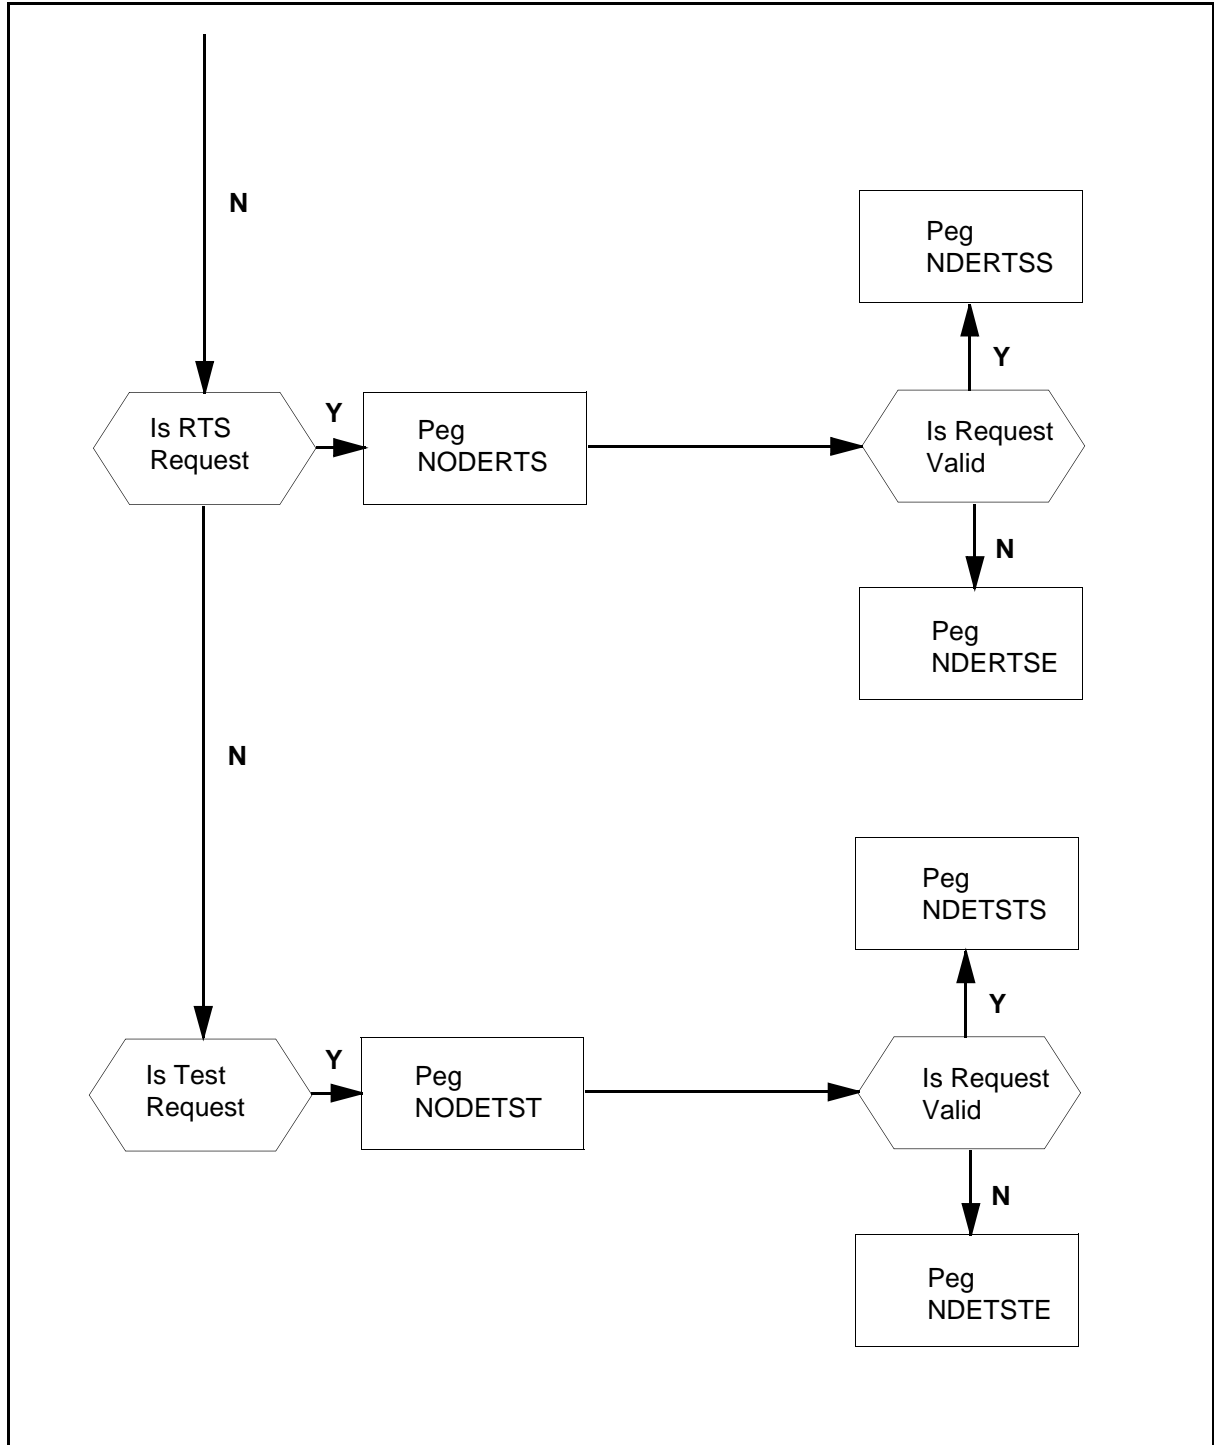 N
Peg
NDERTSS
Y
Is RTS
Request
Y
Peg
NODERTS
Is Request
Valid
N
Peg
NDERTSE
N
Peg
NDETSTS
Y
Is Test
Request
Y
Peg
NODETST
Is Request
Valid
N
Peg
NDETSTE